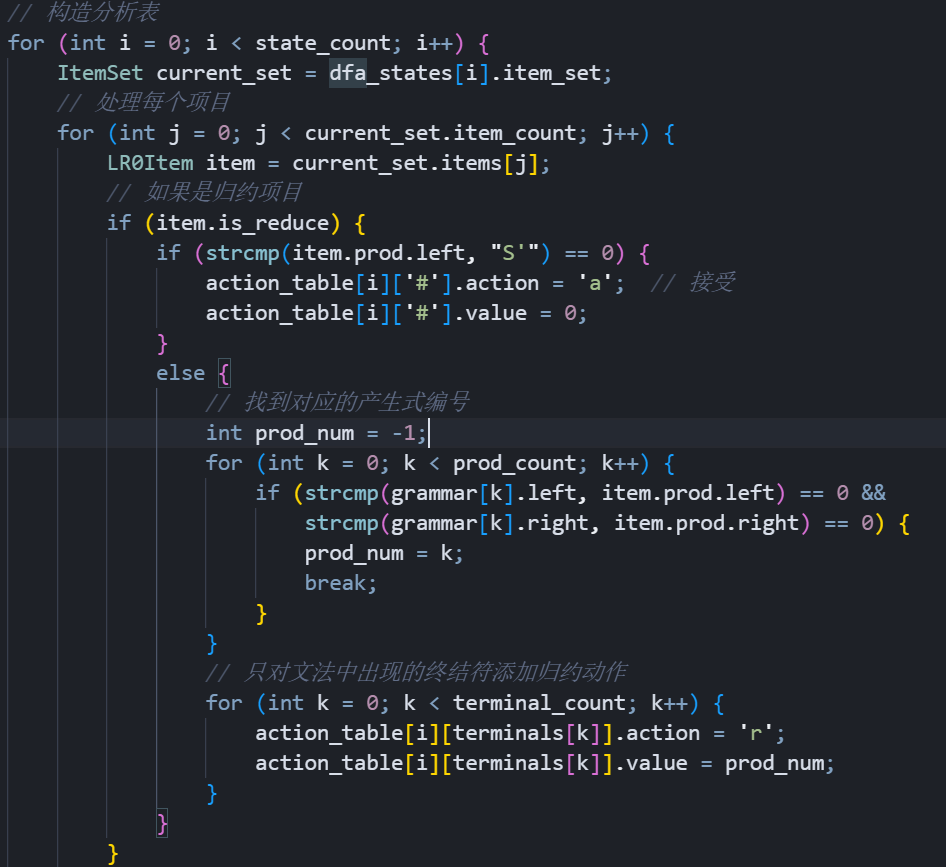 // 构造分析表
for (int i = 0; i < state_count; i++) {
    ItemSet current_set = dfa_states[i].item_set;
    // 处理每个项目
    for (int j = 0; j < current_set.item_count; j++) {
        LR0Item item = current_set.items[j];
        // 如果是归约项目
        if (item.is_reduce) {
            if (strcmp(item.prod.left, "S'") == 0) {
                action_table[i]['#'].action = 'a';  // 接受
                action_table[i]['#'].value = 0;
            }
            else {
                // 找到对应的产生式编号
                int prod_num = -1;
                for (int k = 0; k < prod_count; k++) {
                    if (strcmp(grammar[k].left, item.prod.left) == 0 &&
                        strcmp(grammar[k].right, item.prod.right) == 0) {
                        prod_num = k;
                        break;
                    }
                }
                // 只对文法中出现的终结符添加归约动作
                for (int k = 0; k < terminal_count; k++) {
                    action_table[i][terminals[k]].action = 'r';
                    action_table[i][terminals[k]].value = prod_num;
                }
            }
        }